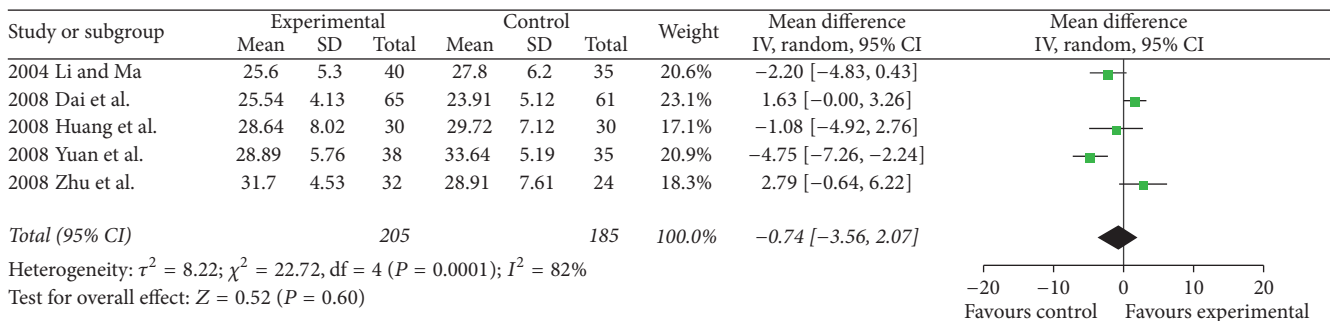 Study or subgroup Experimental Control Weight Mean difference Mean difference
Mean SD Total Mean SD Total IV, random, 95% CI IV, random, 95% CI
2004 Li and Ma 25.6 5.3 40 27.8 6.2 35 20.6% −2.20 [−4.83, 0.43]
2008 Dai et al. 25.54 4.13 65 23.91 5.12 61 23.1% 1.63 [−0.00, 3.26]
2008 Huang et al. 28.64 8.02 30 29.72 7.12 30 17.1% −1.08 [−4.92, 2.76]
2008 Yuan et al. 28.89 5.76 38 33.64 5.19 35 20.9% −4.75 [−7.26, −2.24]
2008 Zhu et al. 31.7 4.53 32 28.91 7.61 24 18.3% 2.79 [−0.64, 6.22]
Total (95% CI) 205 185 100.0% −0.74 [−3.56, 2.07]
Heterogeneity: τ² = 8.22; χ² = 22.72, df = 4 (P = 0.0001); I² = 82%
Test for overall effect: Z = 0.52 (P = 0.60)
−20 −10 0 10 20
Favours control Favours experimental